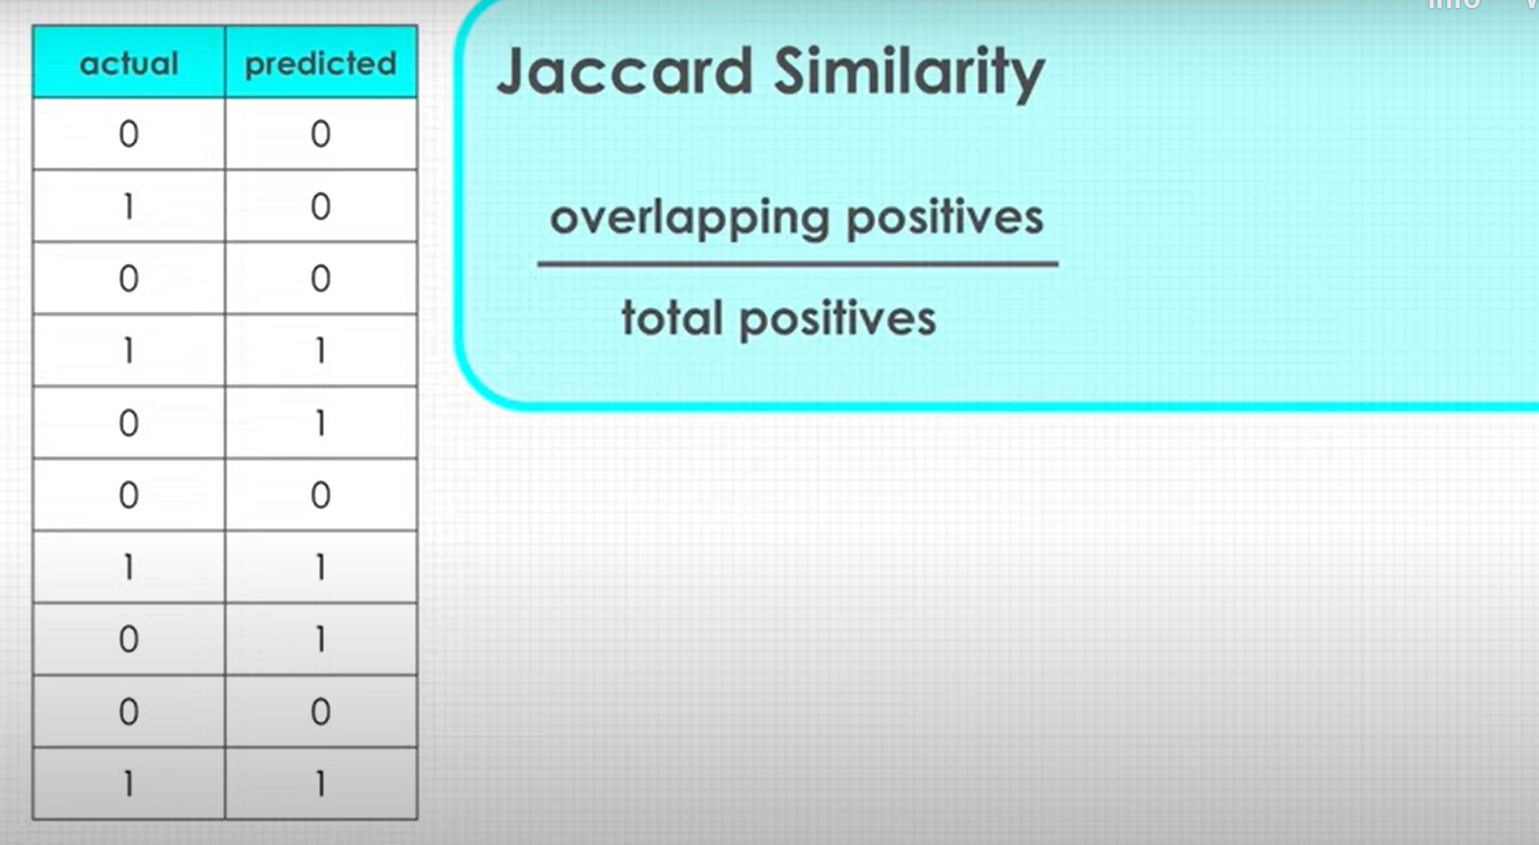 info
actual predicted
0 0
1 0
0 0
1 1
0 1
0 0
1 1
0 1
0 0
1 1
Jaccard Similarity
overlapping positives
total positives